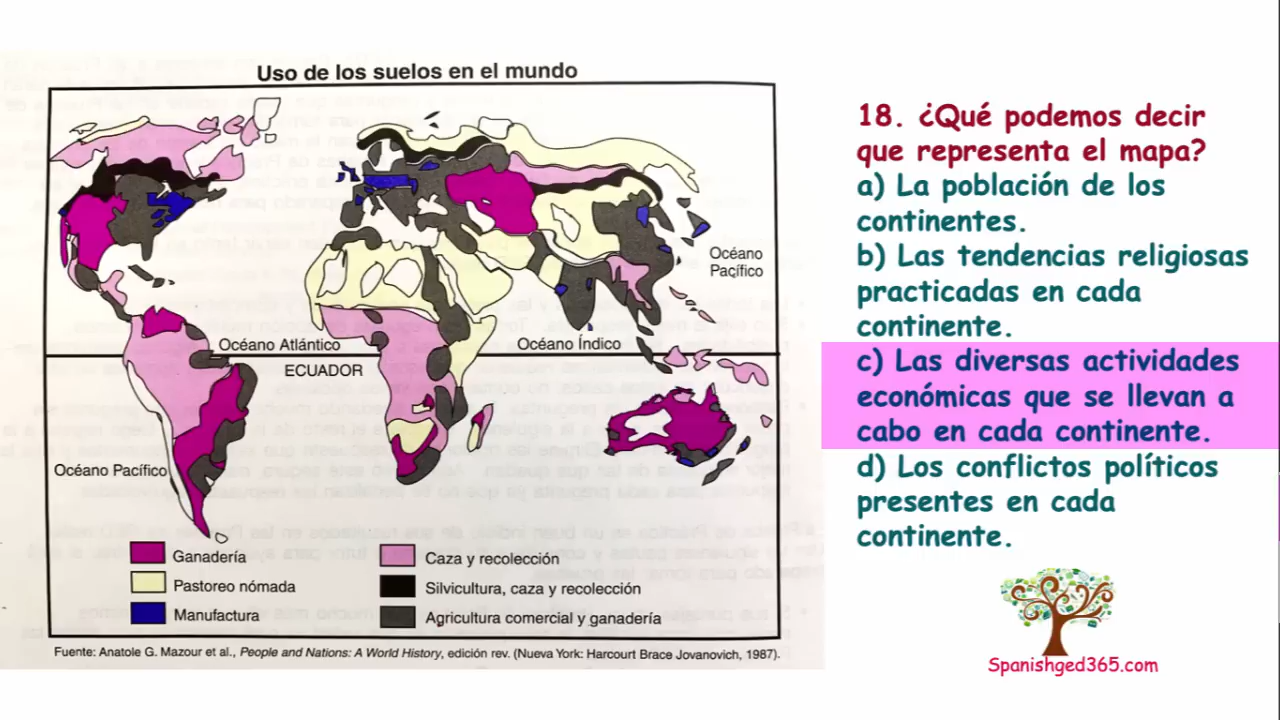 Uso de los suelos en el mundo
Océano
Pacífico
Océano Atlántico
Océano Índico
ECUADOR
Océano Pacífico
Ganadería
Pastoreo nómada
Manufactura
Caza y recolección
Silvicultura, caza y recolección
Agricultura comercial y ganadería
Fuente: Anatole G. Mazour et al., People and Nations: A World History, edición rev. (Nueva York: Harcourt Brace Jovanovich, 1987).
18. ¿Qué podemos decir
que representa el mapa?
a) La población de los
continentes.
b) Las tendencias religiosas
practicadas en cada
continente.
c) Las diversas actividades
económicas que se llevan a
cabo en cada continente.
d) Los conflictos políticos
presentes en cada
continente.
Spanishged365.com